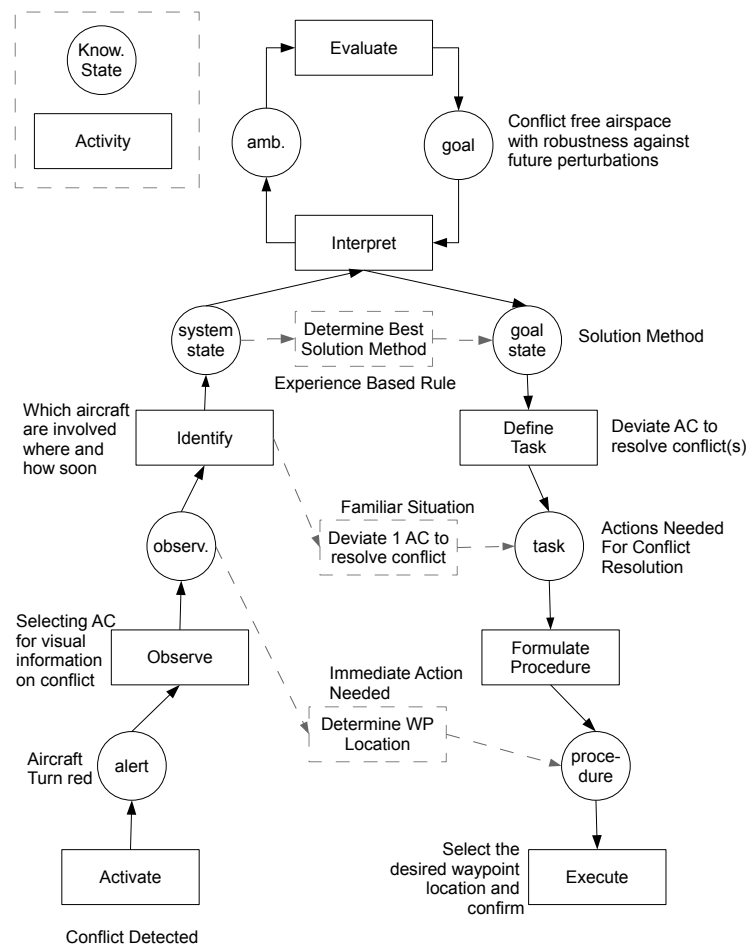 Know.
State
Activity
Evaluate
amb.
goal
Conflict free airspace
with robustness against
future perturbations
Interpret
system
state
Determine Best
Solution Method
goal
state
Solution Method
Experience Based Rule
Which aircraft
are involved
where and
how soon
Identify
Define
Task
Deviate AC to
resolve conflict(s)
Familiar Situation
observ.
Deviate 1 AC to
resolve conflict
task
Actions Needed
For Conflict
Resolution
Selecting AC
for visual
information
on conflict
Observe
Formulate
Procedure
Immediate Action
Needed
Determine WP
Location
Aircraft
Turn red
alert
proce-
dure
Activate
Select the
desired waypoint
location and
confirm
Execute
Conflict Detected